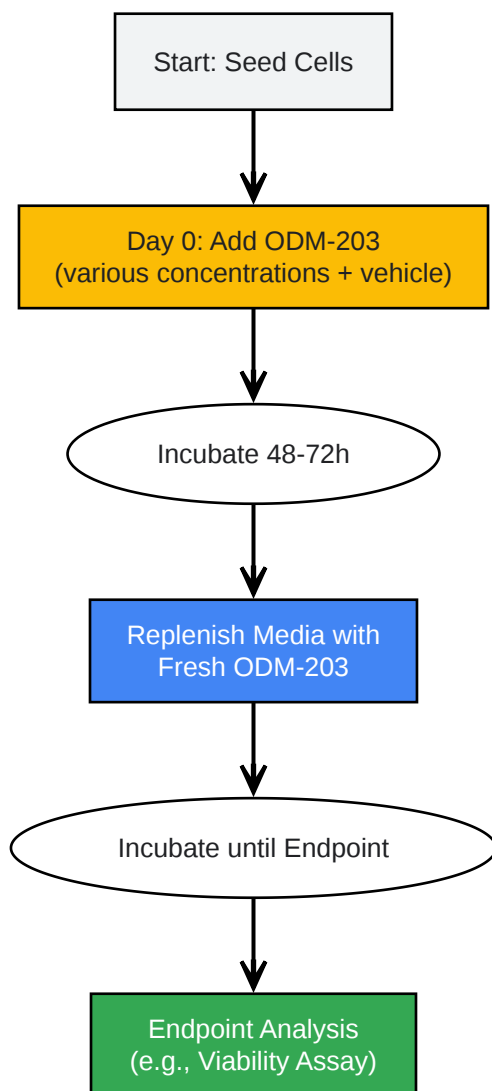 Start: Seed Cells
Day 0: Add ODM-203
(various concentrations + vehicle)
Incubate 48-72h
Replenish Media with
Fresh ODM-203
Incubate until Endpoint
Endpoint Analysis
(e.g., Viability Assay)